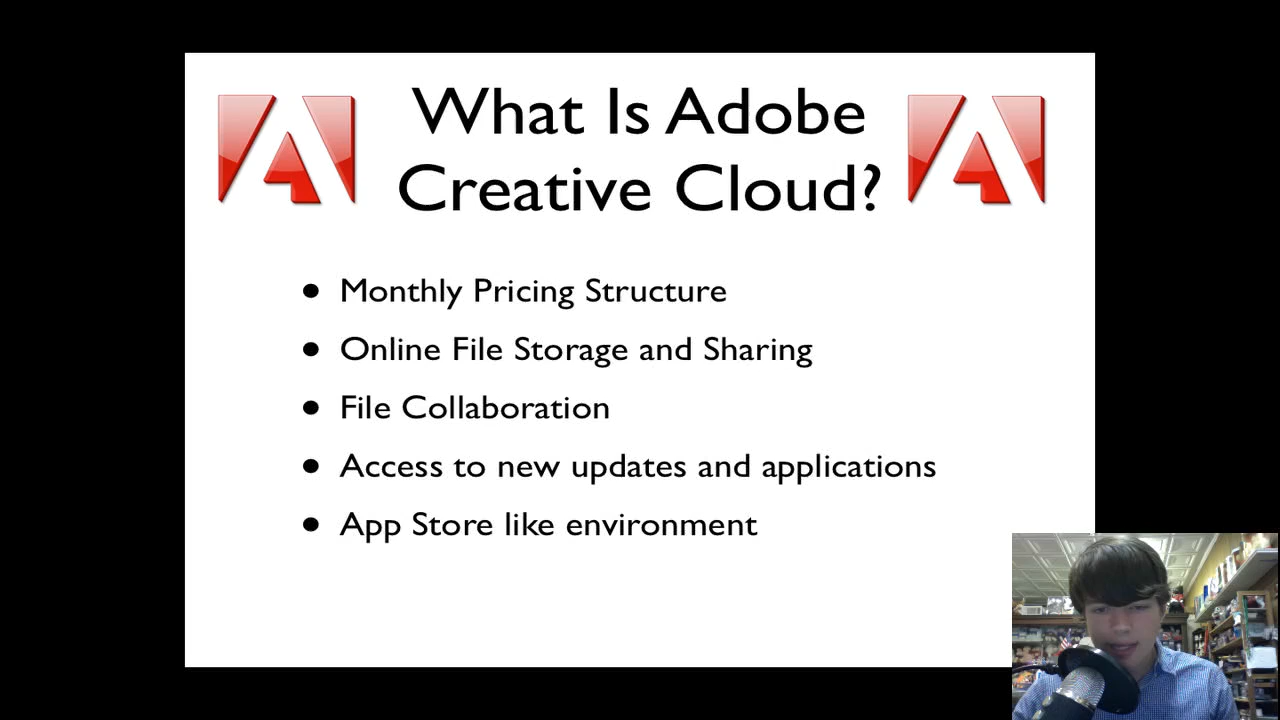 What Is Adobe
Creative Cloud?
• Monthly Pricing Structure
• Online File Storage and Sharing
• File Collaboration
• Access to new updates and applications
• App Store like environment